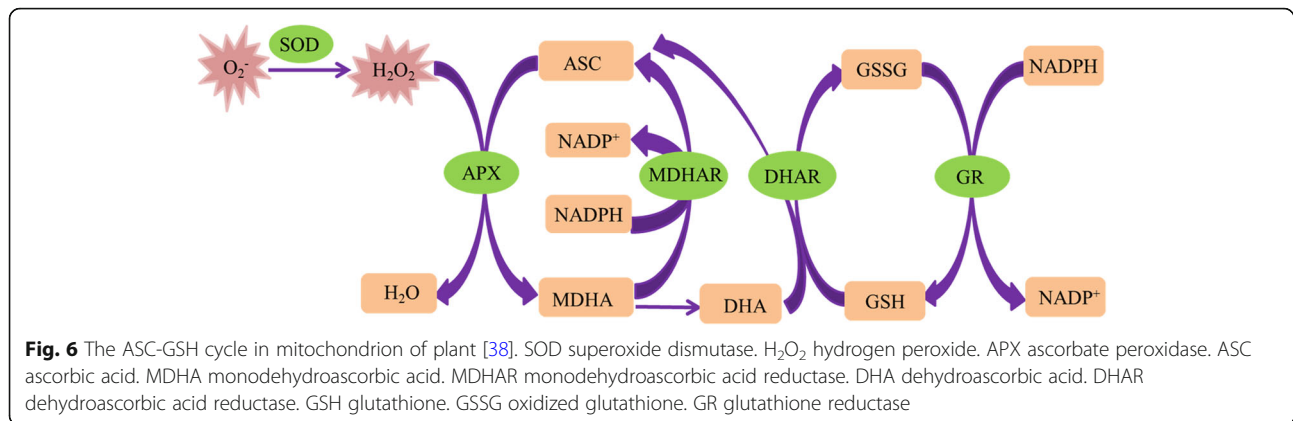 SOD
O₂⁻
H₂O₂
ASC
GSSG
NADPH
NADP⁺
APX
MDHAR
DHAR
GR
NADPH
H₂O
MDHA
DHA
GSH
NADP⁺
Fig. 6 The ASC-GSH cycle in mitochondrion of plant [38]. SOD superoxide dismutase. H₂O₂ hydrogen peroxide. APX ascorbate peroxidase. ASC
ascorbic acid. MDHA monodehydroascorbic acid. MDHAR monodehydroascorbic acid reductase. DHA dehydroascorbic acid. DHAR
dehydroascorbic acid reductase. GSH glutathione. GSSG oxidized glutathione. GR glutathione reductase